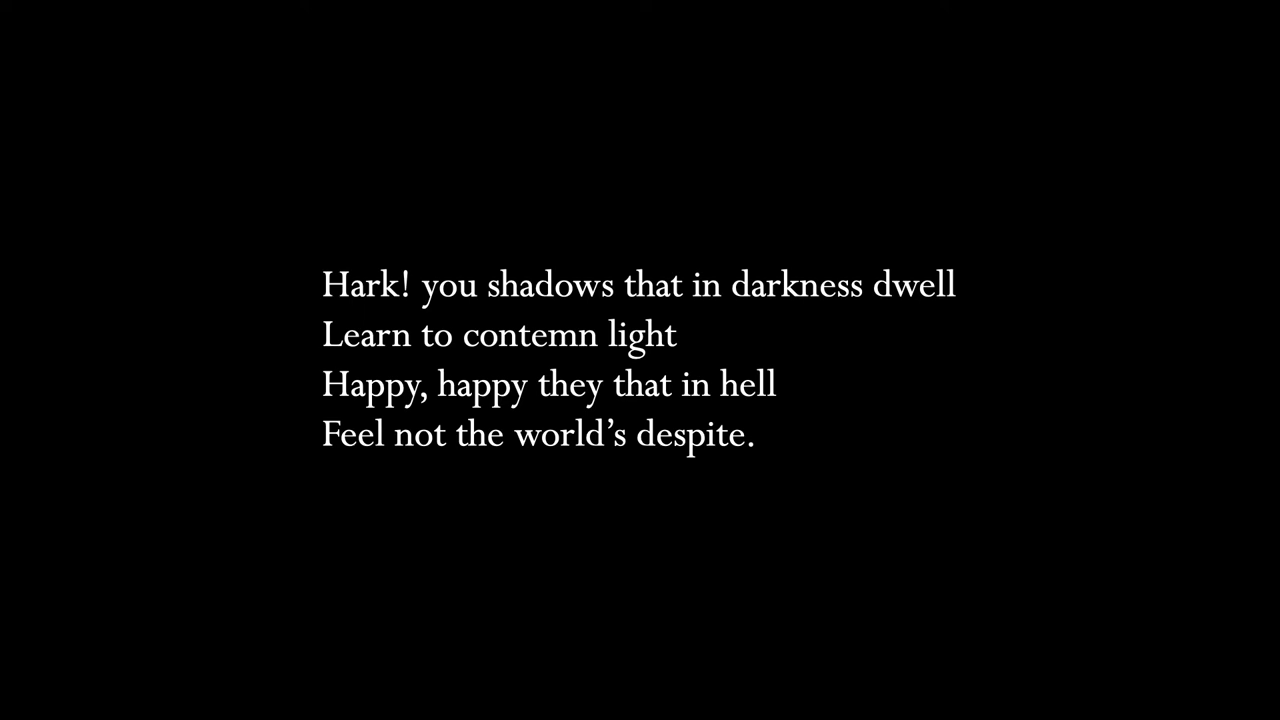 Hark! you shadows that in darkness dwell
Learn to contemn light
Happy, happy they that in hell
Feel not the world’s despite.